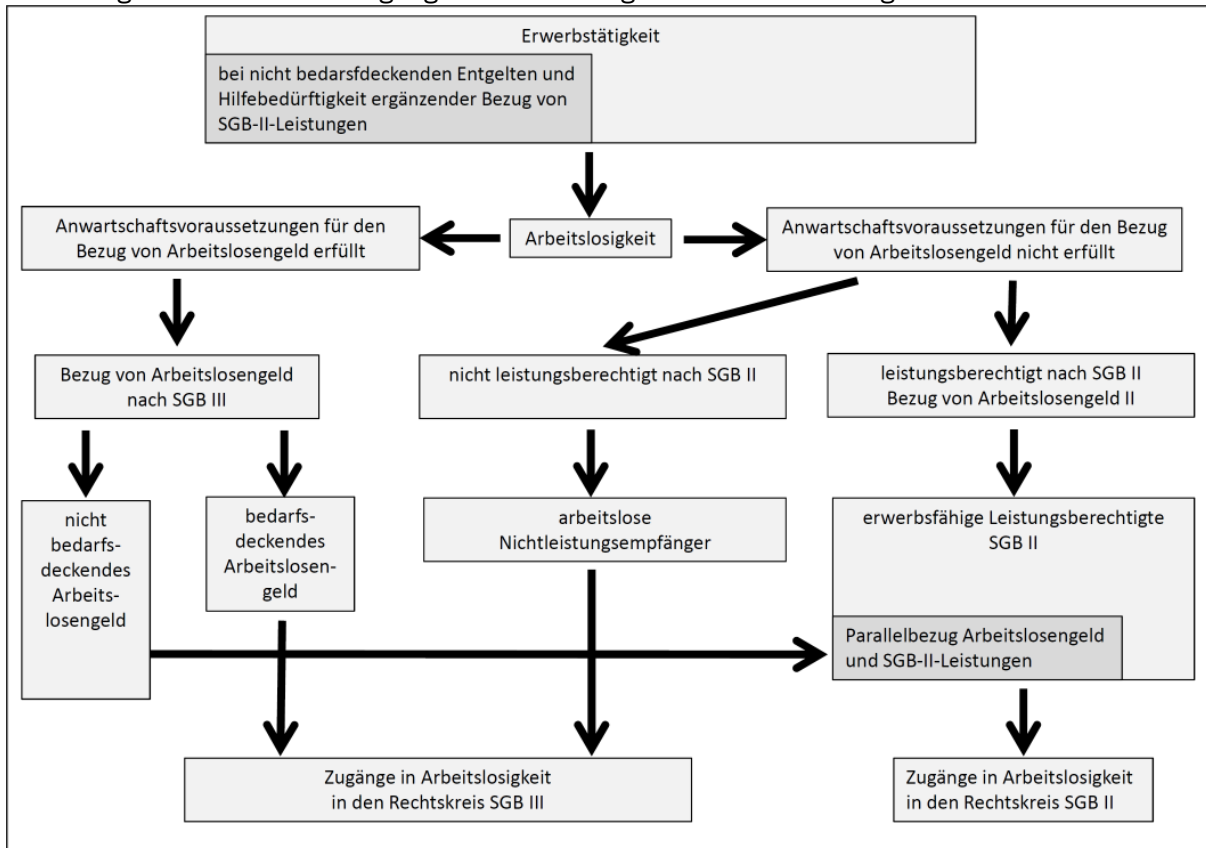 Erwerbstätigkeit
bei nicht bedarsfdeckenden Entgelten und
Hilfebedürftigkeit ergänzender Bezug von
SGB-II-Leistungen
Anwartschaftsvoraussetzungen für den
Bezug von Arbeitslosengeld erfüllt
Arbeitslosigkeit
Anwartschaftsvoraussetzungen für den Bezug
von Arbeitslosengeld nicht erfüllt
Bezug von Arbeitslosengeld
nach SGB III
nicht leistungsberechtigt nach SGB II
leistungsberechtigt nach SGB II
Bezug von Arbeitslosengeld II
nicht
bedarfs-
deckendes
Arbeits-
losengeld
bedarfs-
deckendes
Arbeitslosen-
geld
arbeitslose
Nichtleistungsempfänger
erwerbsfähige Leistungsberechtigte
SGB II
Parallelbezug Arbeitslosengeld
und SGB-II-Leistungen
Zugänge in Arbeitslosigkeit
in den Rechtskreis SGB III
Zugänge in Arbeitslosigkeit
in den Rechtskreis SGB II